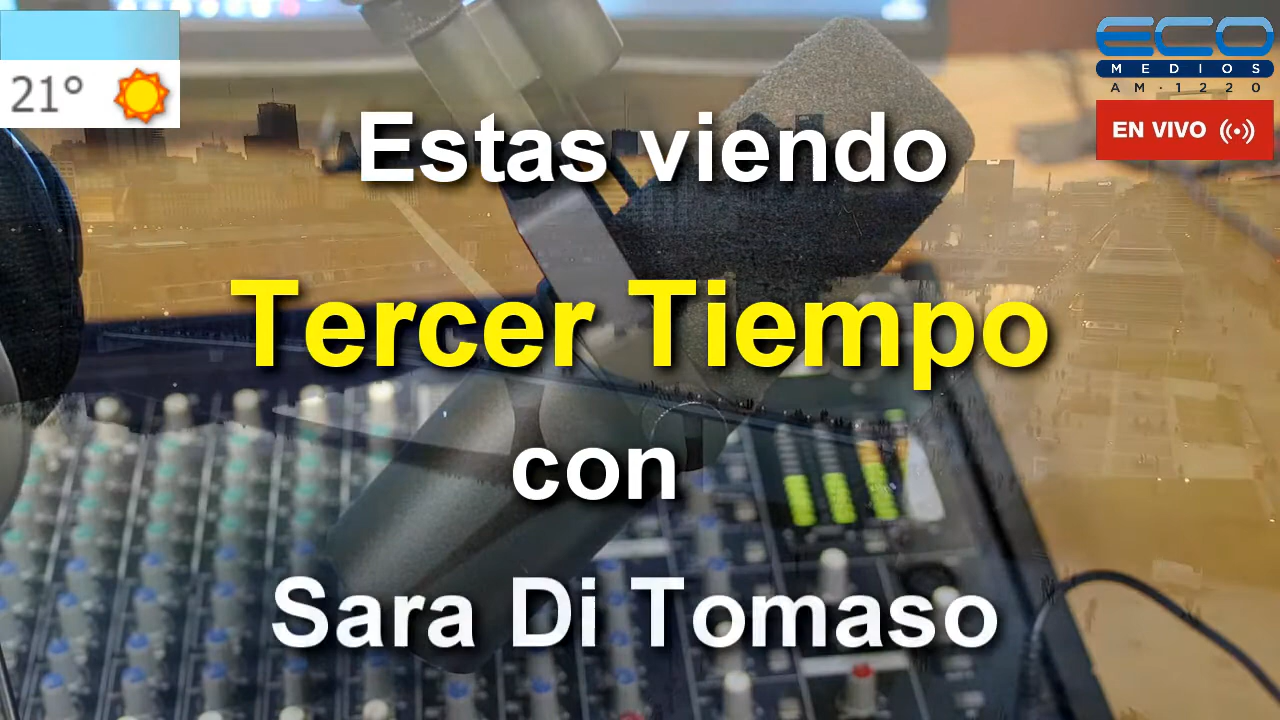 21°
ECO
MEDIOS
AM·1220
EN VIVO
Estas viendo
Tercer Tiempo
con
Sara Di Tomaso